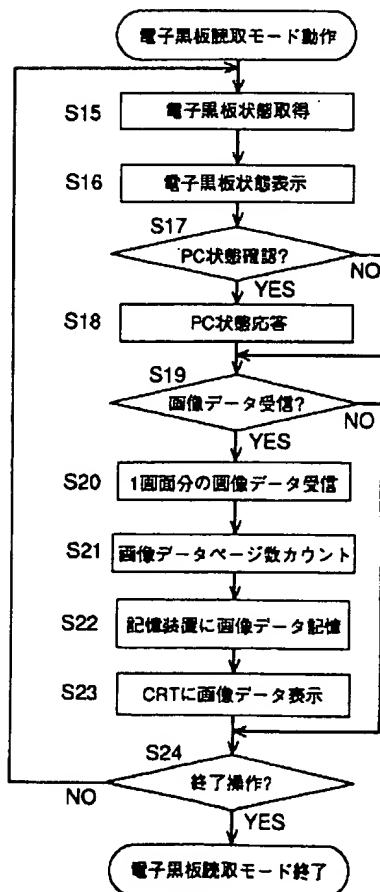 電子黒板読取モード動作
S15
電子黒板状態取得
S16
電子黒板状態表示
S17
PC状態確認?
NO
YES
S18
PC状態応答
S19
画像データ受信?
NO
YES
S20
1画面分の画像データ受信
S21
画像データページ数カウント
S22
記憶装置に画像データ記憶
S23
CRTに画像データ表示
S24
終了操作?
NO
YES
電子黒板読取モード終了